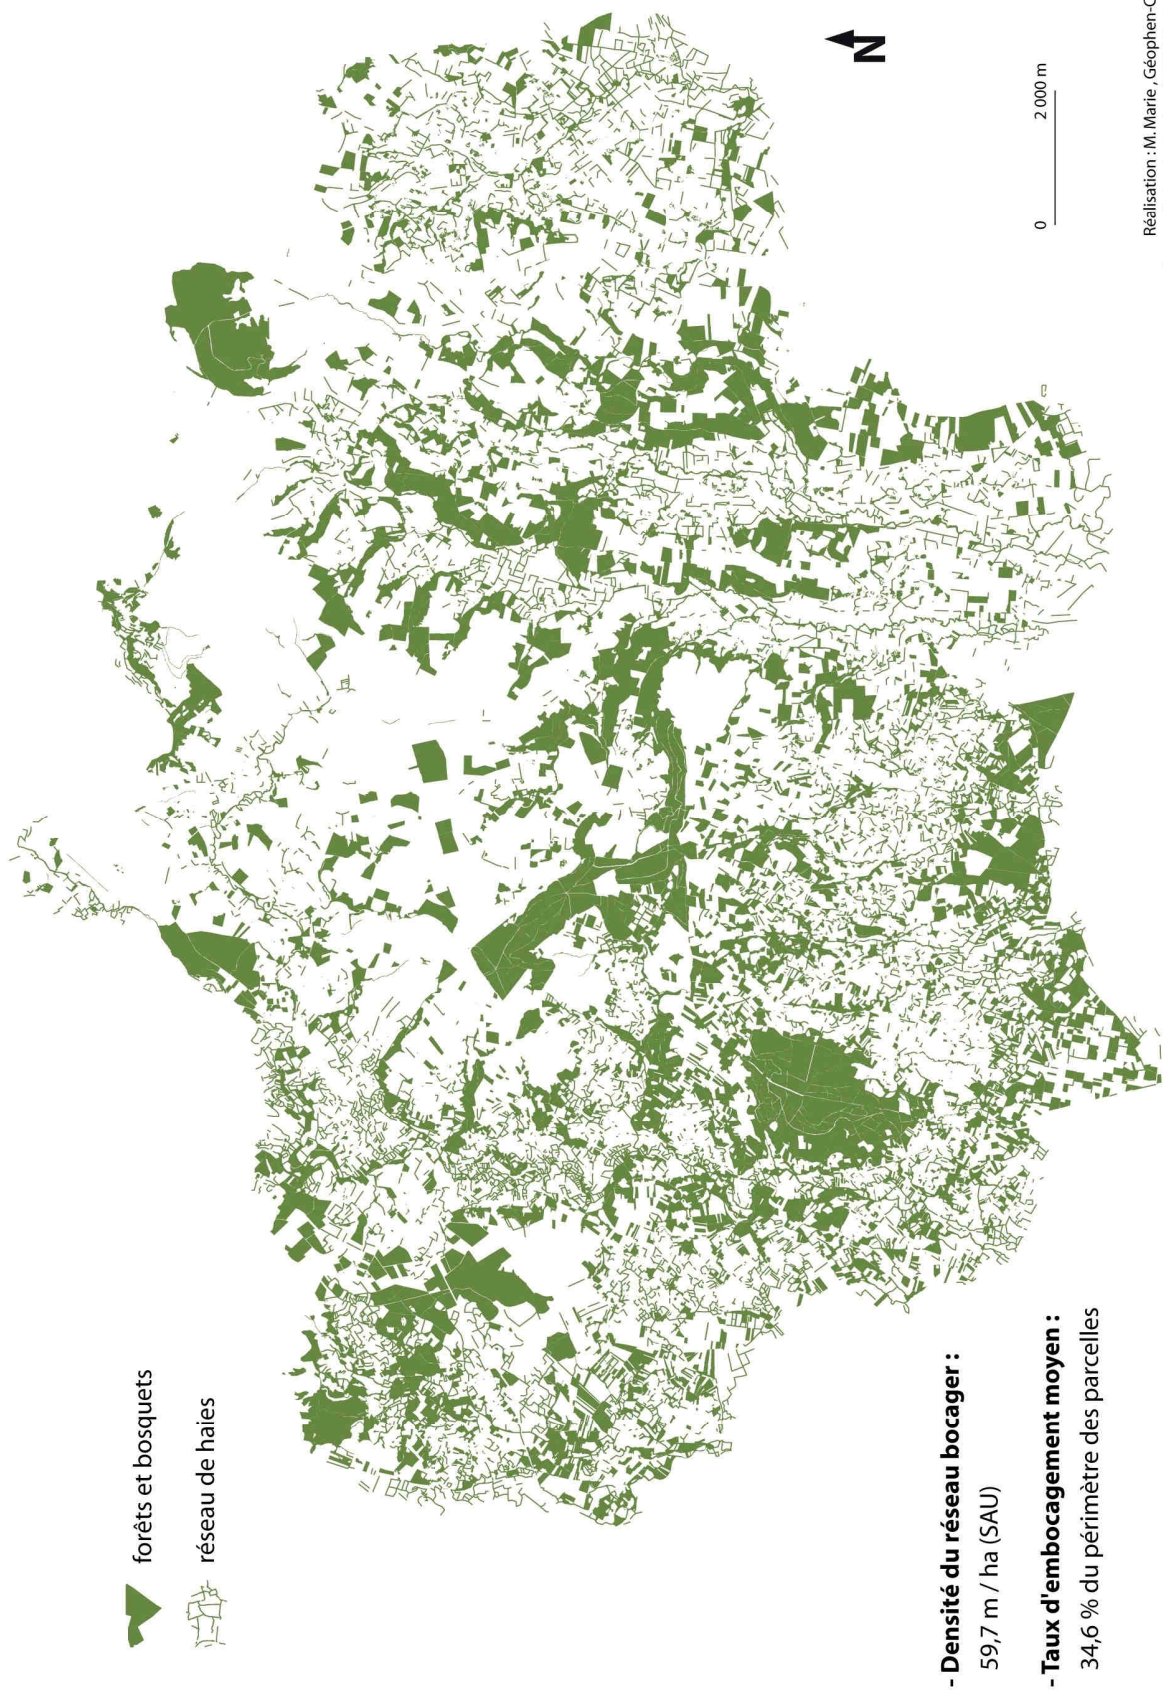 forêts et bosquets
réseau de haies
- Densité du réseau bocager :
59,7 m / ha (SAU)
- Taux d'embocagement moyen :
34,6 % du périmètre des parcelles
N
0 2 000 m
Réalisation : M. Marie , Géophen-C